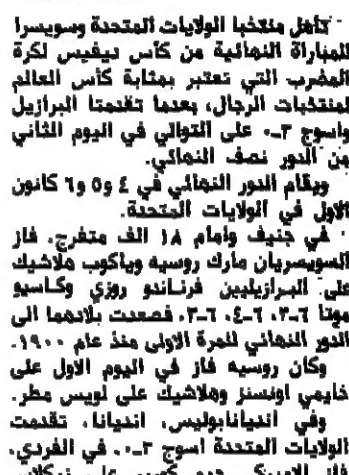 تأهل منتخبا الولايات المتحدة وسويسرا
للمباراة النهائية من كأس ديفيس لكرة
المضرب التي تعتبر بمثابة كأس العالم
لمنتخبات الرجال، بعدما تقدمتا البرازيل
واسوج ٣-٠ على التوالي في اليوم الثاني
من الدور نصف النهائي.
ويقام الدور النهائي في ٤ و٥ و٦ كانون
الاول في الولايات المتحدة.
في جنيف وامام ١٨ الف متفرج، فاز
السويسريان مارك روسيه وياكوب هلاشيك
على البرازيليين فرناندو روزي وكاسيو
موتا ٦-٣، ٦-٤، ٦-٣، فصعدت بلادهما الى
الدور النهائي للمرة الاولى منذ عام ١٩٠٠.
وكان روسيه فاز في اليوم الاول على
خايمي اونسنز وهلاشيك على لويس مطر.
وفي انديانابوليس، انديانا، تقدمت
الولايات المتحدة اسوج ٣-٠. في الفردي،